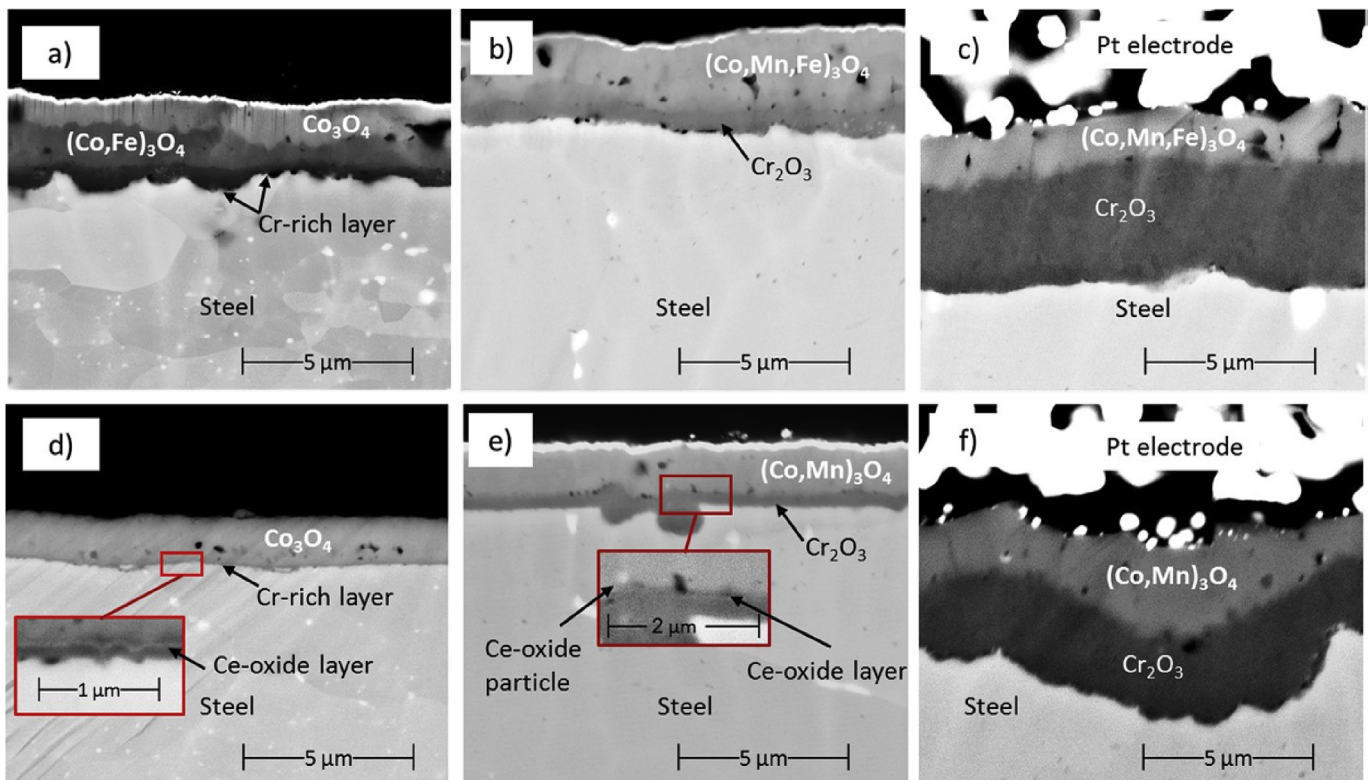 a)
(Co,Fe)₃O₄
Co₃O₄
Cr-rich layer
Steel
5 µm
b)
(Co,Mn,Fe)₃O₄
Cr₂O₃
Steel
5 µm
c)
Pt electrode
(Co,Mn,Fe)₃O₄
Cr₂O₃
Steel
5 µm
d)
Co₃O₄
Cr-rich layer
Ce-oxide layer
1 µm
Steel
5 µm
e)
(Co,Mn)₃O₄
Cr₂O₃
2 µm
Ce-oxide
particle
Ce-oxide layer
Steel
5 µm
f)
Pt electrode
(Co,Mn)₃O₄
Cr₂O₃
Steel
5 µm